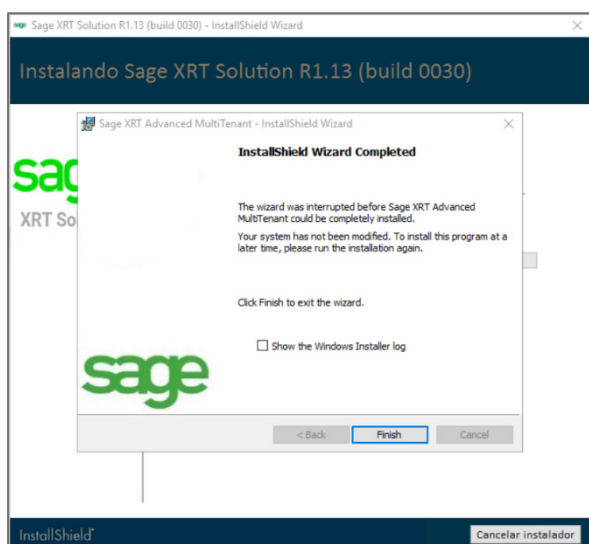 Sage XRT Solution R1.13 (build 0030) - InstallShield Wizard
Instalando Sage XRT Solution R1.13 (build 0030)
Sage XRT Advanced MultiTenant - InstallShield Wizard
InstallShield Wizard Completed
sag
XRT So
The wizard was interrupted before Sage XRT Advanced
MultiTenant could be completely installed.
Your system has not been modified. To install this program at a
later time, please run the installation again.
Click Finish to exit the wizard.
Show the Windows Installer log
sage
< Back
Finish
Cancel
InstallShield
Cancelar instalador